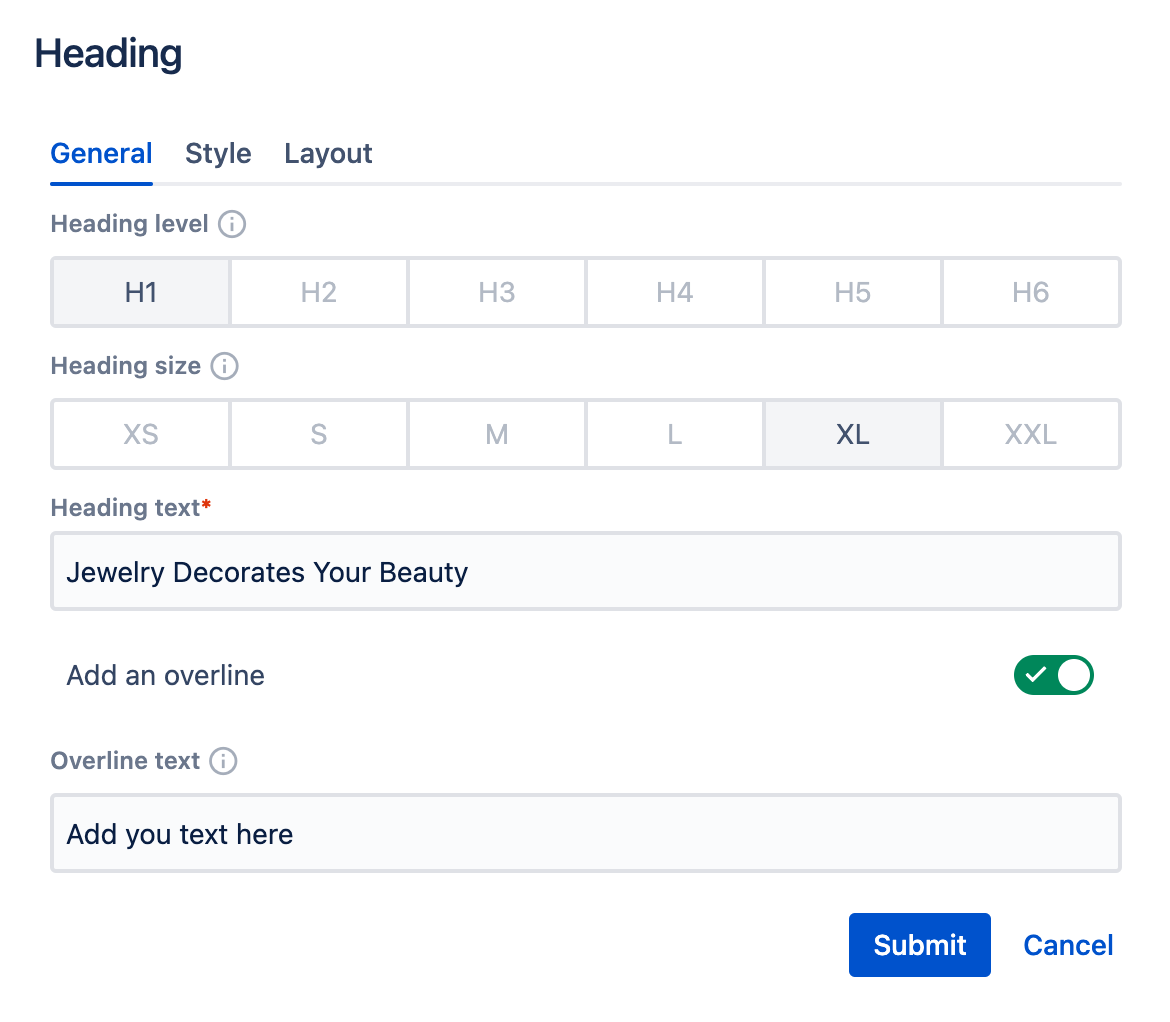 Heading
General Style Layout
Heading level
H1 H2 H3 H4 H5 H6
Heading size
XS S M L XL XXL
Heading text*
Jewelry Decorates Your Beauty
Add an overline
Overline text
Add you text here
Submit Cancel